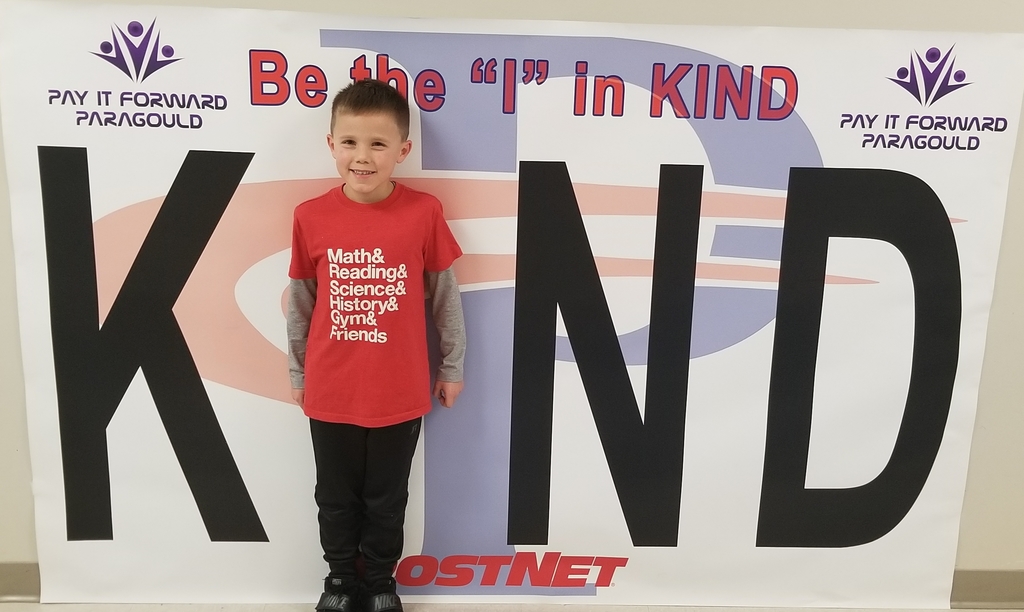 PAY IT FORWARD
PARAGOULD
Be the “I” in KIND
PAY IT FORWARD
PARAGOULD
K ND
Math&
Reading&
Science&
History&
Gym&
Friends
OSTNET
NIKE